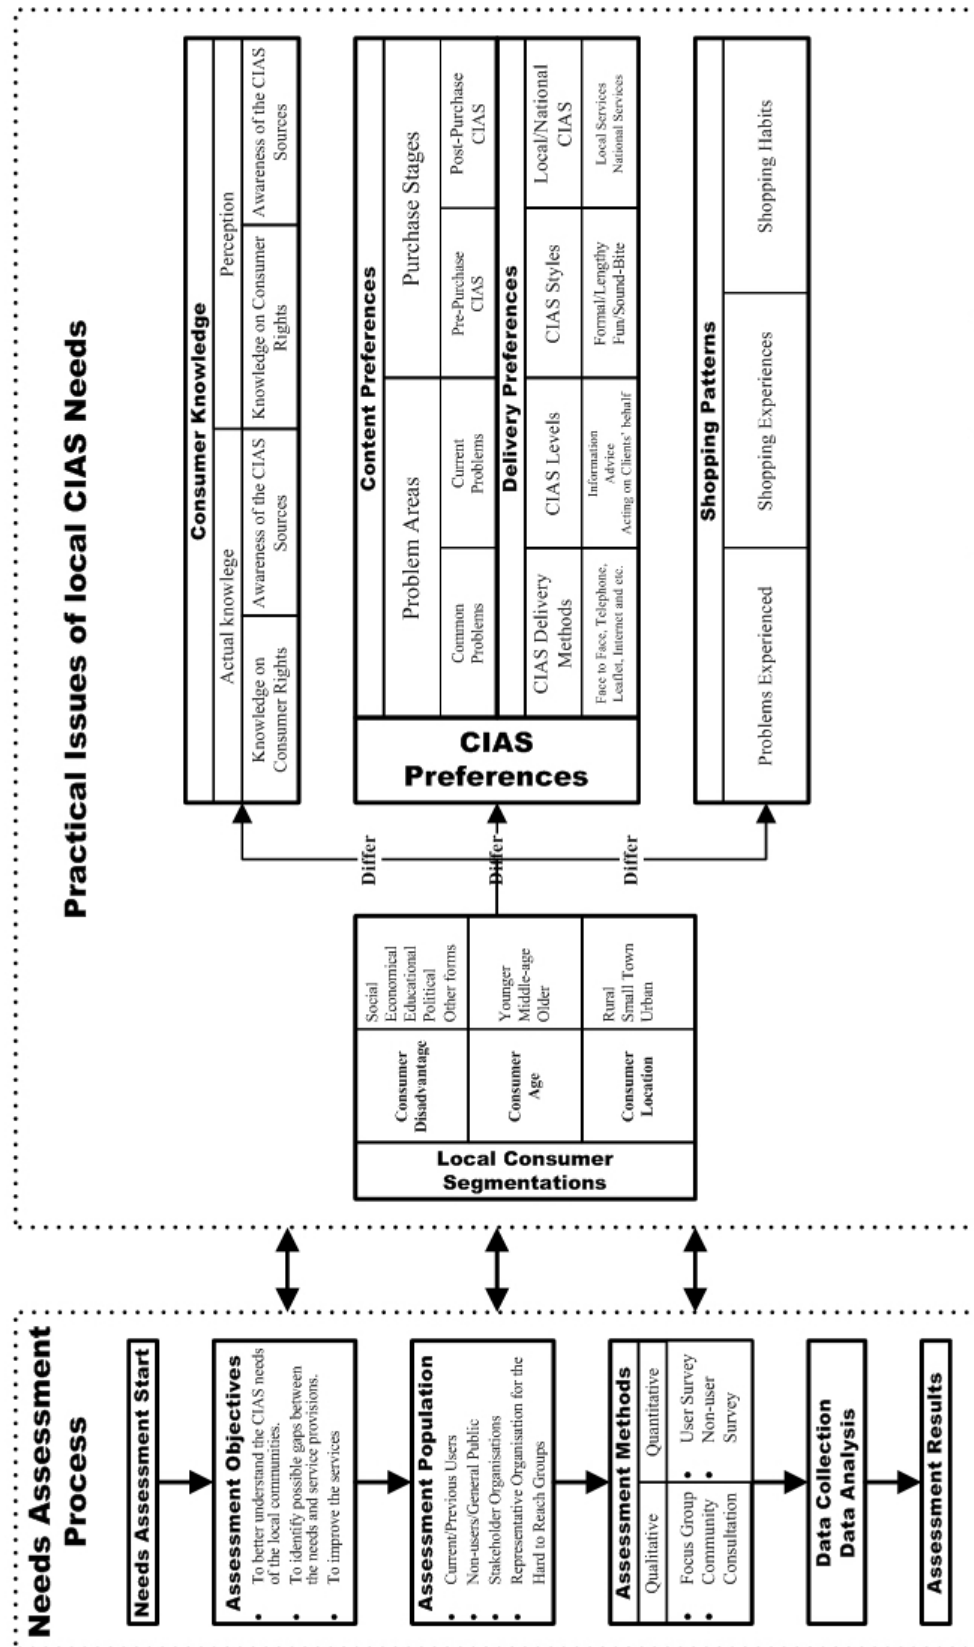 Needs Assessment
Process
Needs Assessment Start
Assessment Objectives
• To better understand the CIAS needs
of the local communities.
• To identify possible gaps between
the needs and service provisions.
• To improve the services
Assessment Population
• Current/Previous Users
• Non-users/General Public
• Stakeholder Organisations
• Representative Organisation for the
Hard to Reach Groups
Assessment Methods
Qualitative
Quantitative
• Focus Group
• Community
Consultation
• User Survey
• Non-user
Survey
Data Collection
Data Analysis
Assessment Results
Practical Issues of local CIAS Needs
Local Consumer
Segmentations
Consumer
Disadvantage
Social
Economical
Educational
Political
Other forms
Consumer
Age
Younger
Middle-age
Older
Consumer
Location
Rural
Small Town
Urban
Differ
Differ
Differ
Consumer Knowledge
Actual knowlege
Perception
Knowledge on
Consumer Rights
Awareness of the CIAS
Sources
Knowledge on Consumer
Rights
Awareness of the CIAS
Sources
CIAS
Preferences
Content Preferences
Problem Areas
Purchase Stages
Common
Problems
Current
Problems
Pre-Purchase
CIAS
Post-Purchase
CIAS
Delivery Preferences
CIAS Delivery
Methods
CIAS Levels
CIAS Styles
Local/National
CIAS
Face to Face, Telephone,
Leaflet, Internet and etc.
Information
Advice
Acting on Clients' behalf
Formal/Lengthy
Fun/Sound-Bite
Local Services
National Services
Shopping Patterns
Problems Experienced
Shopping Experiences
Shopping Habits